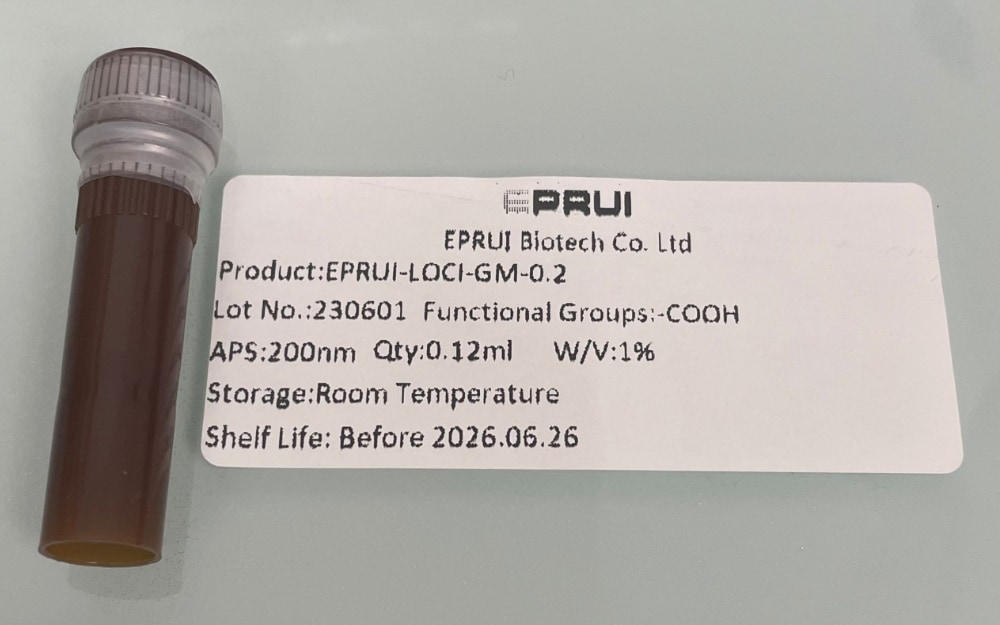 EPRUI
EPRUI Biotech Co. Ltd
Product:EPRUI-LOCI-GM-0.2
Lot No.:230601 Functional Groups:-COOH
APS:200nm Qty:0.12ml W/V:1%
Storage:Room Temperature
Shelf Life: Before 2026.06.26